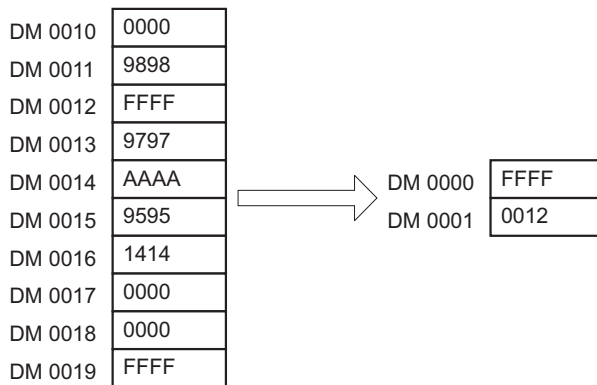 DM 0010 0000
DM 0011 9898
DM 0012 FFFF
DM 0013 9797
DM 0014 AAAA
DM 0015 9595
DM 0016 1414
DM 0017 0000
DM 0018 0000
DM 0019 FFFF
DM 0000 FFFF
DM 0001 0012